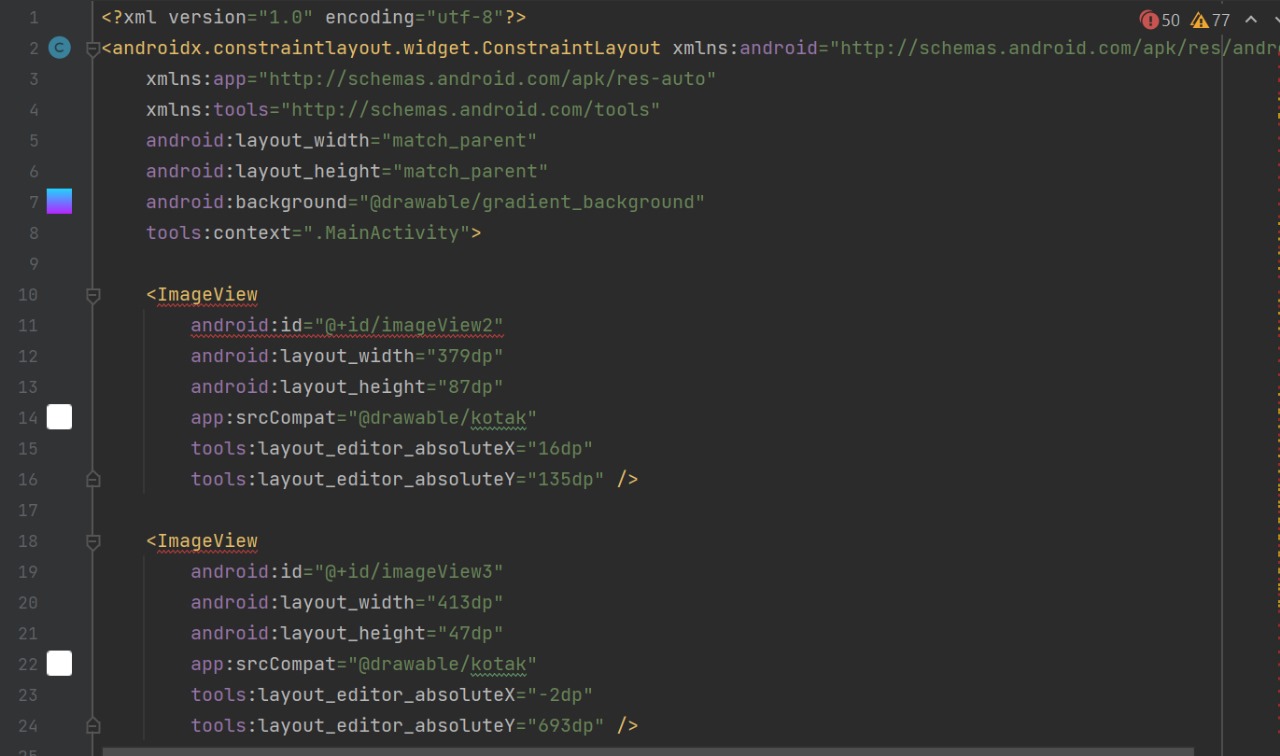 50 77
1 <?xml version="1.0" encoding="utf-8"?>
2 C <androidx.constraintlayout.widget.ConstraintLayout xmlns:android="http://schemas.android.com/apk/res/andr
3 xmlns:app="http://schemas.android.com/apk/res-auto"
4 xmlns:tools="http://schemas.android.com/tools"
5 android:layout_width="match_parent"
6 android:layout_height="match_parent"
7 android:background="@drawable/gradient_background"
8 tools:context=".MainActivity">
9
10 <ImageView
11 android:id="@+id/imageView2"
12 android:layout_width="379dp"
13 android:layout_height="87dp"
14 app:srcCompat="@drawable/kotak"
15 tools:layout_editor_absoluteX="16dp"
16 tools:layout_editor_absoluteY="135dp" />
17
18 <ImageView
19 android:id="@+id/imageView3"
20 android:layout_width="413dp"
21 android:layout_height="47dp"
22 app:srcCompat="@drawable/kotak"
23 tools:layout_editor_absoluteX="-2dp"
24 tools:layout_editor_absoluteY="693dp" />
25